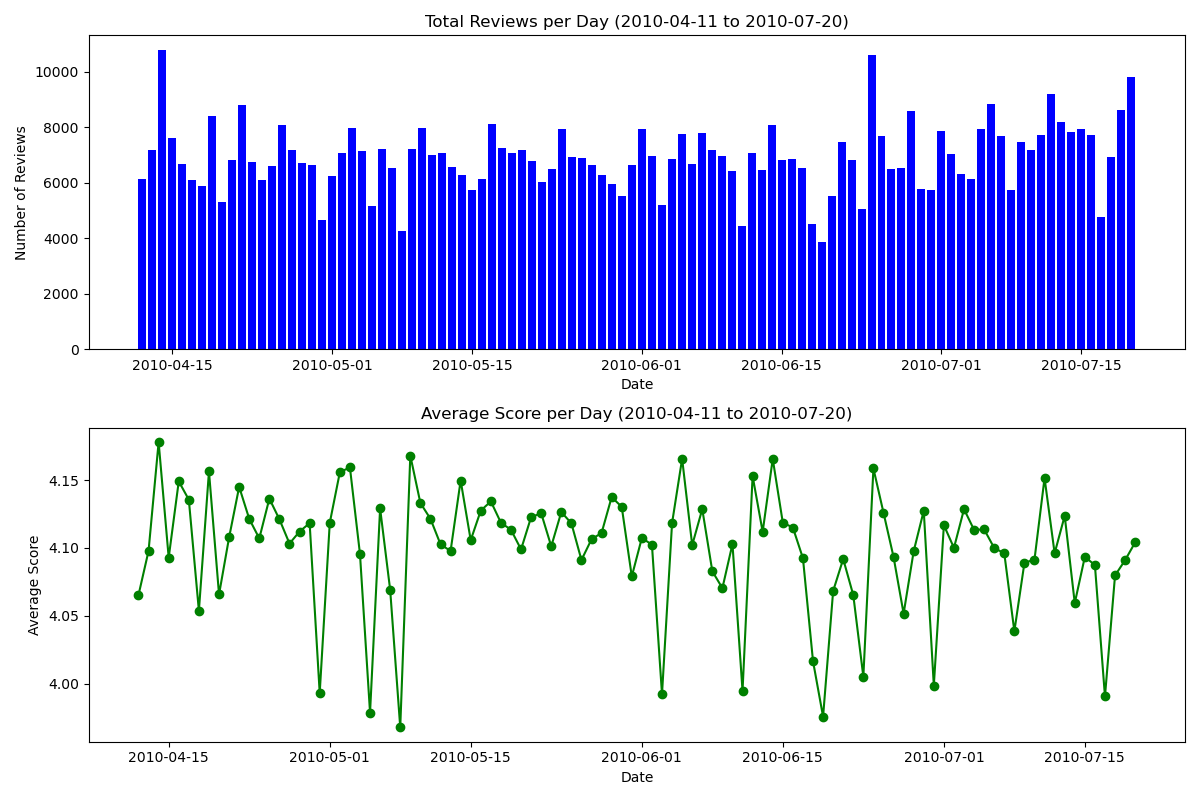 Total Reviews per Day (2010-04-11 to 2010-07-20)
Number of Reviews
10000
8000
6000
4000
2000
0
2010-04-15 2010-05-01 2010-05-15 2010-06-01 2010-06-15 2010-07-01 2010-07-15
Date
Average Score per Day (2010-04-11 to 2010-07-20)
Average Score
4.15
4.10
4.05
4.00
2010-04-15 2010-05-01 2010-05-15 2010-06-01 2010-06-15 2010-07-01 2010-07-15
Date